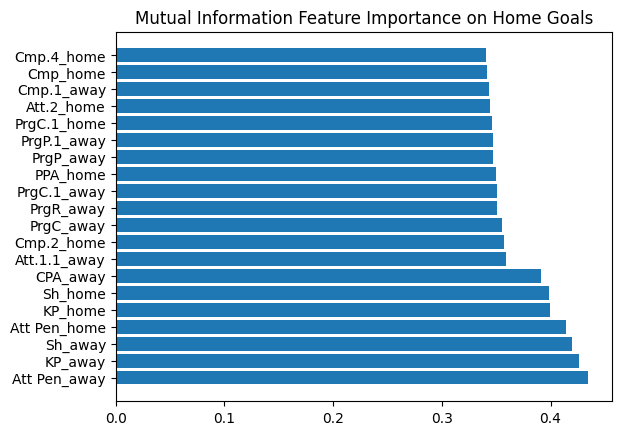 Mutual Information Feature Importance on Home Goals
Cmp.4_home
Cmp_home
Cmp.1_away
Att.2_home
PrgC.1_home
PrgP.1_away
PrgP_away
PPA_home
PrgC.1_away
PrgR_away
PrgC_away
Cmp.2_home
Att.1.1_away
CPA_away
Sh_home
KP_home
Att Pen_home
Sh_away
KP_away
Att Pen_away
0.0 0.1 0.2 0.3 0.4